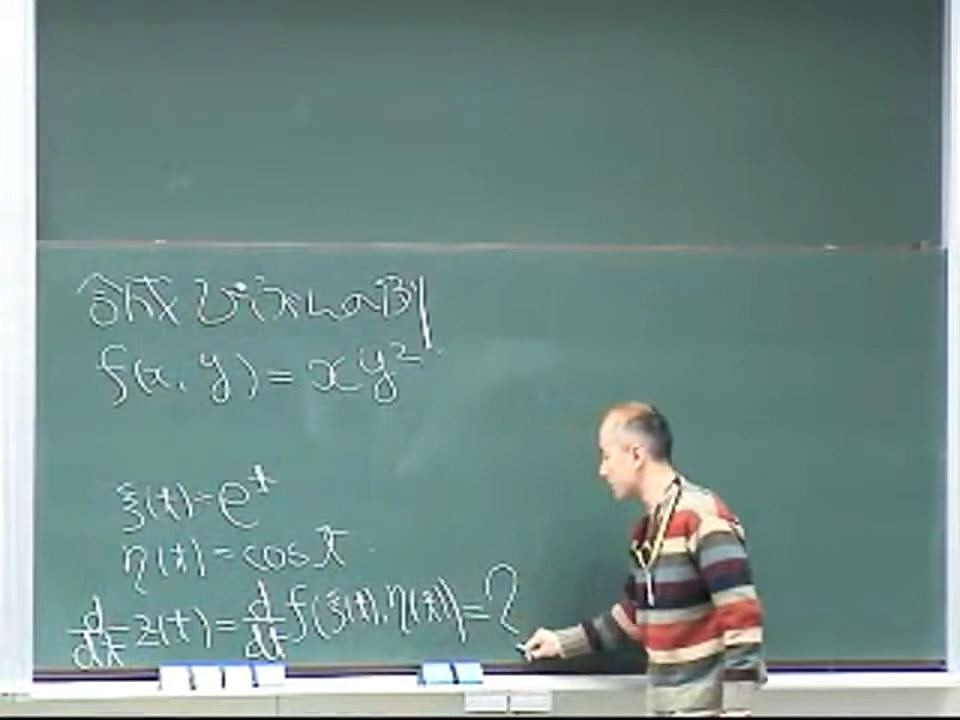 合成びぶんの例
f(x, y) = xy²
ξ(t) = e^t
η(t) = cos t
d/dt z(t) = d/dt f(ξ(t), η(t)) = ?